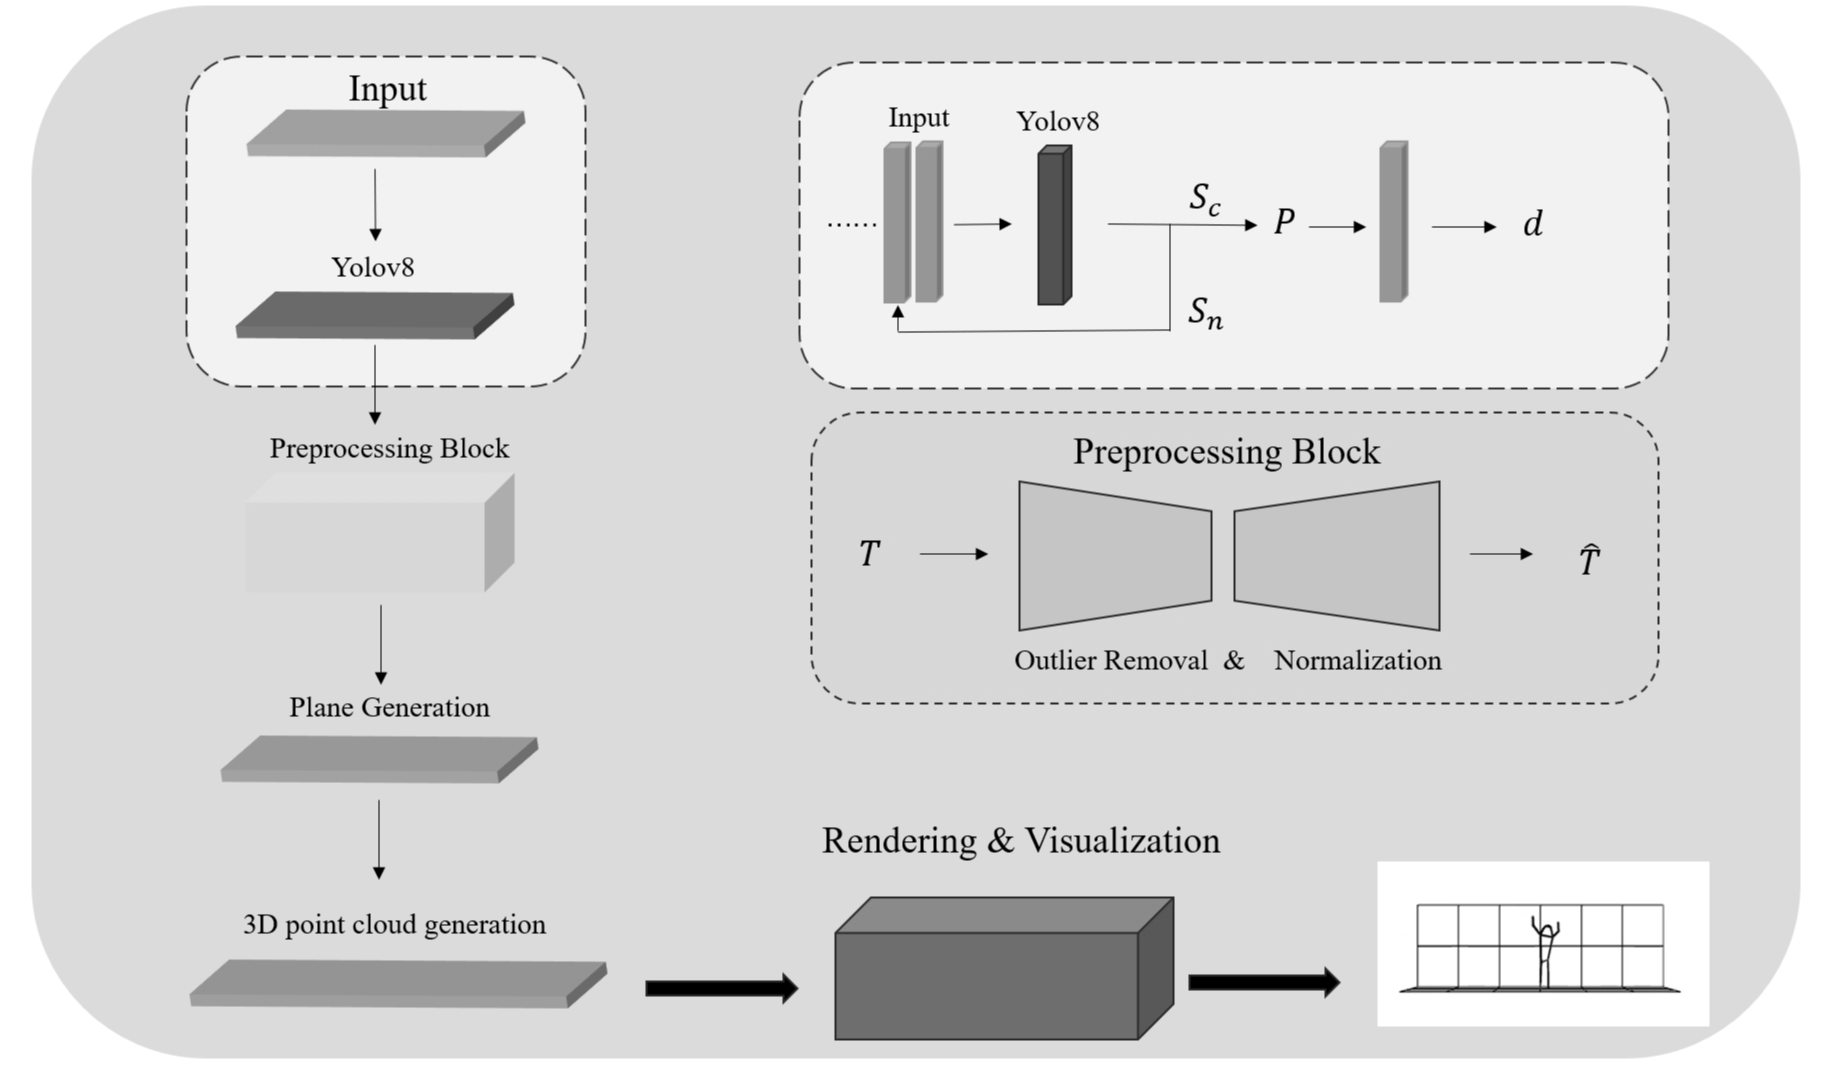 Input
Yolov8
Preprocessing Block
Plane Generation
3D point cloud generation
Input
Yolov8
......
S_c
P
d
S_n
Preprocessing Block
T
T̂
Outlier Removal & Normalization
Rendering & Visualization